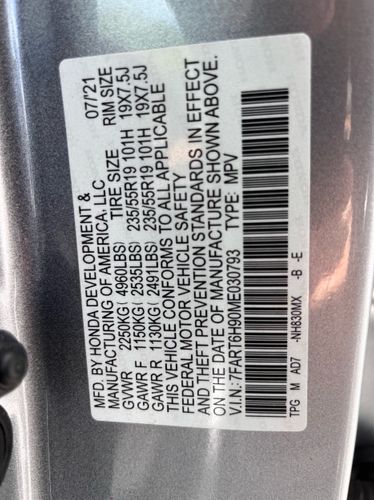 MFD. BY HONDA DEVELOPMENT & 07/21
MANUFACTURING OF AMERICA, LLC
TIRE SIZE RIM SIZE
GVWR 2250KG( 4960LBS) 235/55R19 101H 19X7.5J
GAWR F 1150KG( 2535LBS) 235/55R19 101H 19X7.5J
GAWR R 1130KG( 2491LBS)
THIS VEHICLE CONFORMS TO ALL APPLICABLE
FEDERAL MOTOR VEHICLE SAFETY
AND THEFT PREVENTION STANDARDS IN EFFECT
ON THE DATE OF MANUFACTURE SHOWN ABOVE.
V.I.N.: 7FART6H90ME030793 TYPE: MPV
TPG M AD7 -NH830MX -B -E